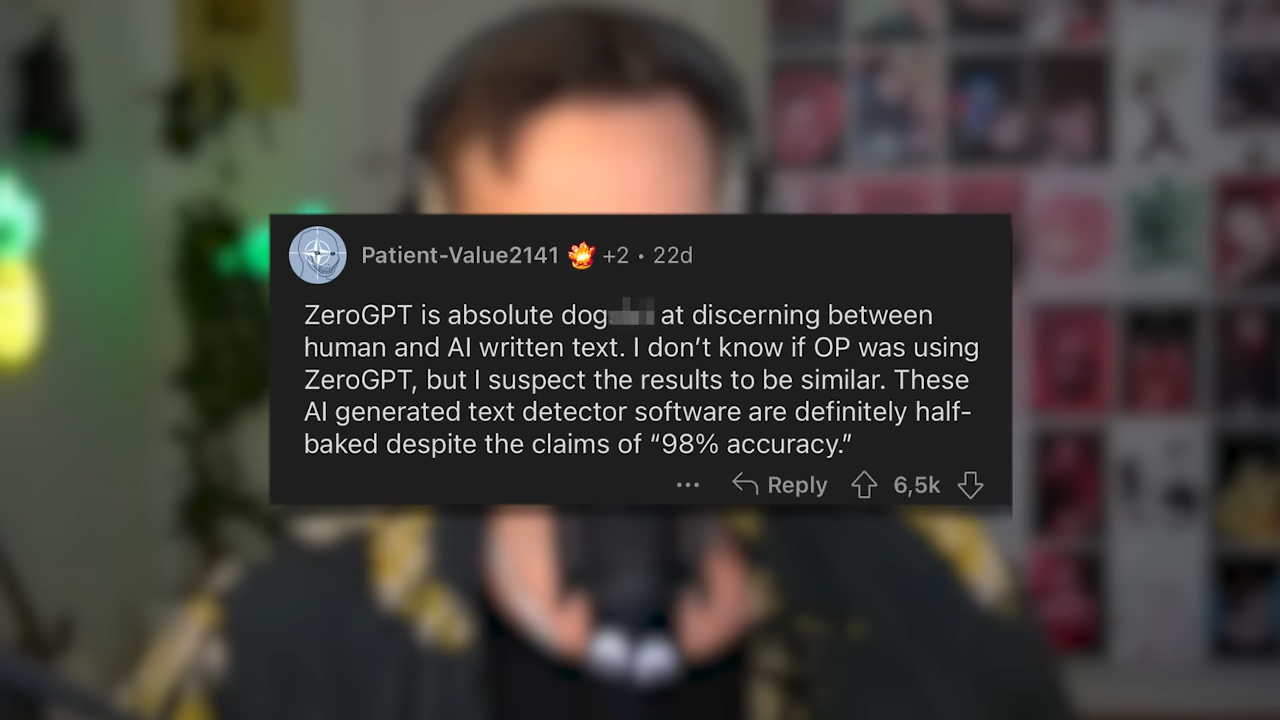 Patient-Value2141 +2 • 22d
ZeroGPT is absolute dog at discerning between
human and AI written text. I don’t know if OP was using
ZeroGPT, but I suspect the results to be similar. These
AI generated text detector software are definitely half-
baked despite the claims of “98% accuracy.”
... Reply 6,5k